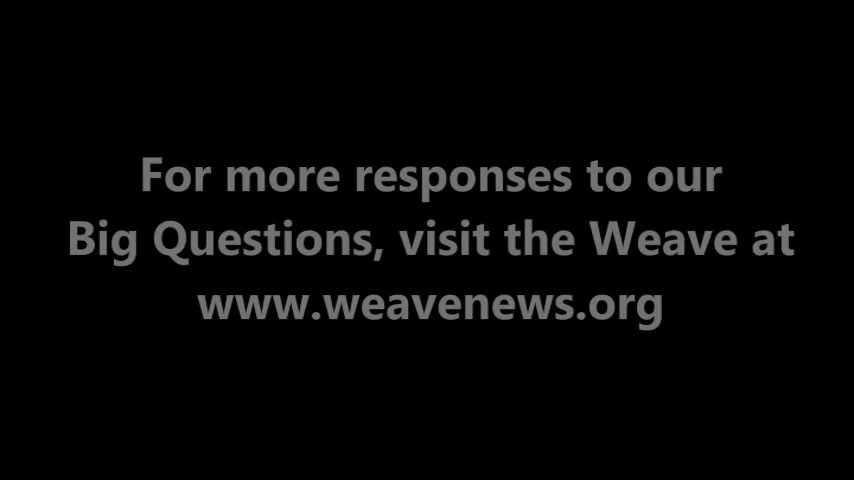 For more responses to our
Big Questions, visit the Weave at
www.weavenews.org